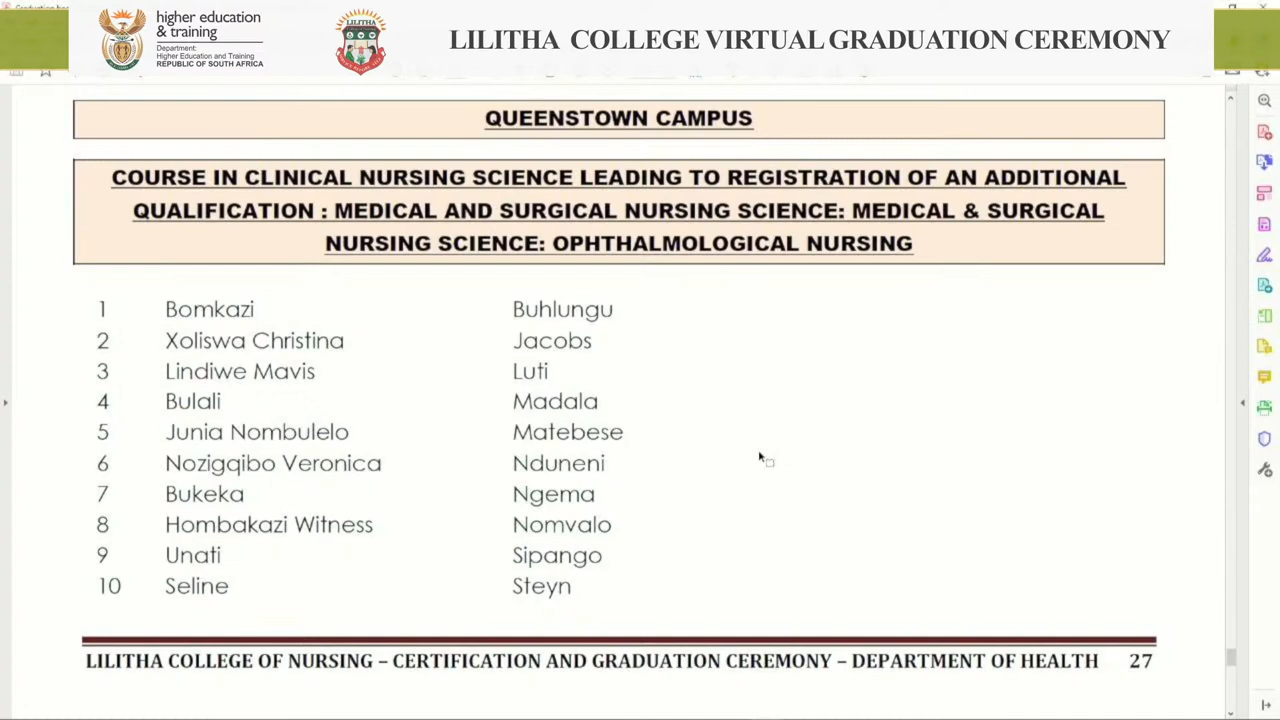 higher education
& training
Department:
Higher Education and Training
REPUBLIC OF SOUTH AFRICA
LILITHA
LILITHA COLLEGE VIRTUAL GRADUATION CEREMONY
QUEENSTOWN CAMPUS
COURSE IN CLINICAL NURSING SCIENCE LEADING TO REGISTRATION OF AN ADDITIONAL
QUALIFICATION : MEDICAL AND SURGICAL NURSING SCIENCE: MEDICAL & SURGICAL
NURSING SCIENCE: OPHTHALMOLOGICAL NURSING
1 Bomkazi Buhlungu
2 Xoliswa Christina Jacobs
3 Lindiwe Mavis Luti
4 Bulali Madala
5 Junia Nombulelo Matebese
6 Nozigqibo Veronica Nduneni
7 Bukeka Ngema
8 Hombakazi Witness Nomvalo
9 Unati Sipango
10 Seline Steyn
LILITHA COLLEGE OF NURSING – CERTIFICATION AND GRADUATION CEREMONY – DEPARTMENT OF HEALTH 27